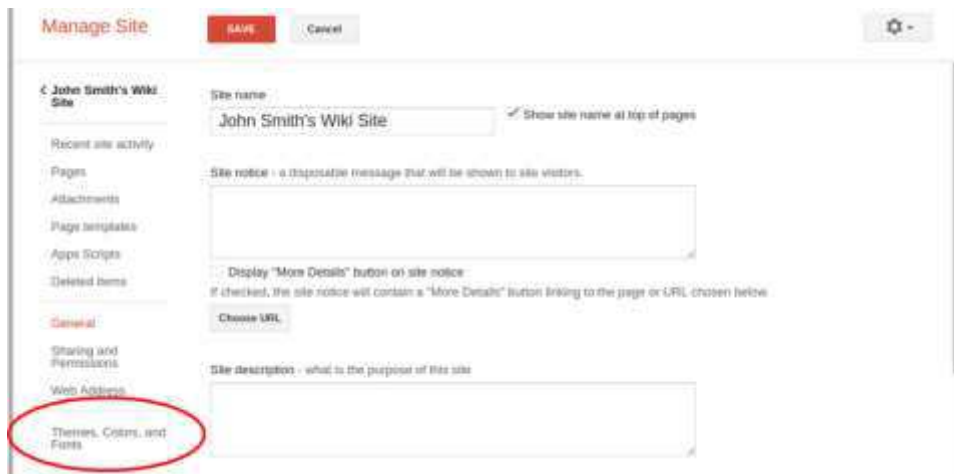 Manage Site
SAVE
Cancel
John Smith's Wiki
Site
Recent site activity
Pages
Attachments
Page templates
Apps Scripts
Deleted items
General
Sharing and
Permissions
Web Address
Themes, Colors, and
Fonts
Site name
John Smith's Wiki Site
Show site name at top of pages
Site notice - a disposable message that will be shown to site visitors.
Display "More Details" button on site notice
If checked, the site notice will contain a "More Details" button linking to the page or URL chosen below
Choose URL
Site description - what is the purpose of this site